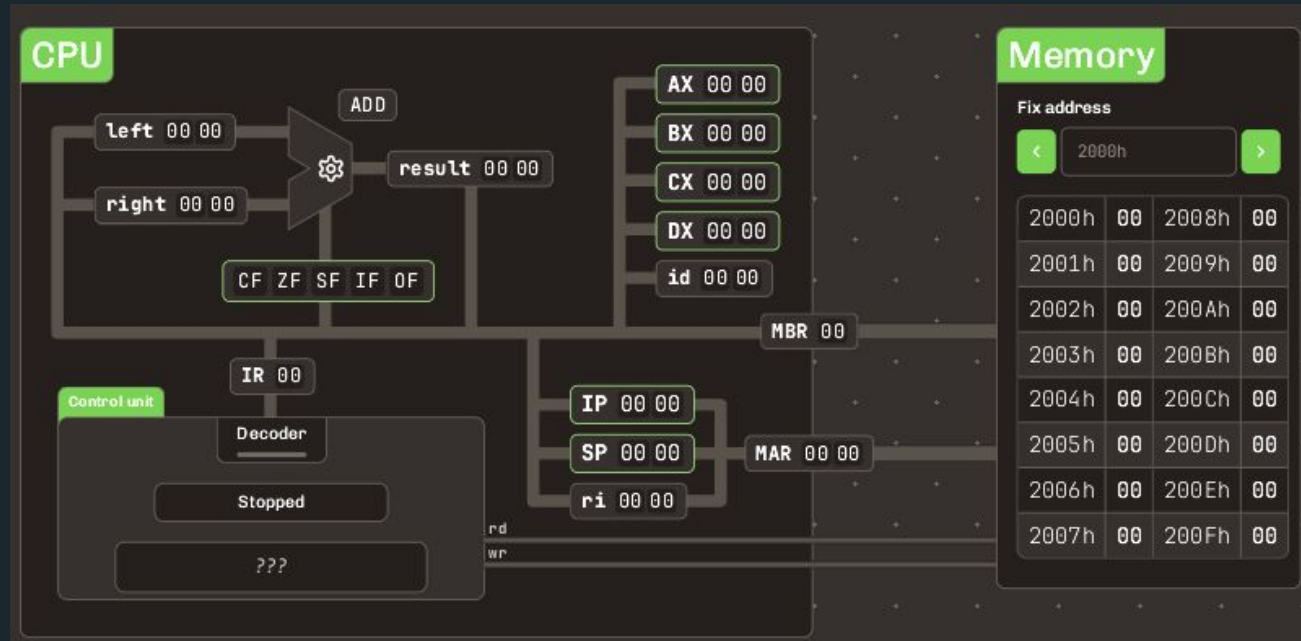 CPU
ADD
left 00 00
right 00 00
result 00 00
CF ZF SF IF OF
AX 00 00
BX 00 00
CX 00 00
DX 00 00
id 00 00
MBR 00
IR 00
Control unit
Decoder
Stopped
???
IP 00 00
SP 00 00
ri 00 00
MAR 00 00
rd
wr
Memory
Fix address
< 2000h >
2000h 00 2008h 00
2001h 00 2009h 00
2002h 00 200Ah 00
2003h 00 200Bh 00
2004h 00 200Ch 00
2005h 00 200Dh 00
2006h 00 200Eh 00
2007h 00 200Fh 00